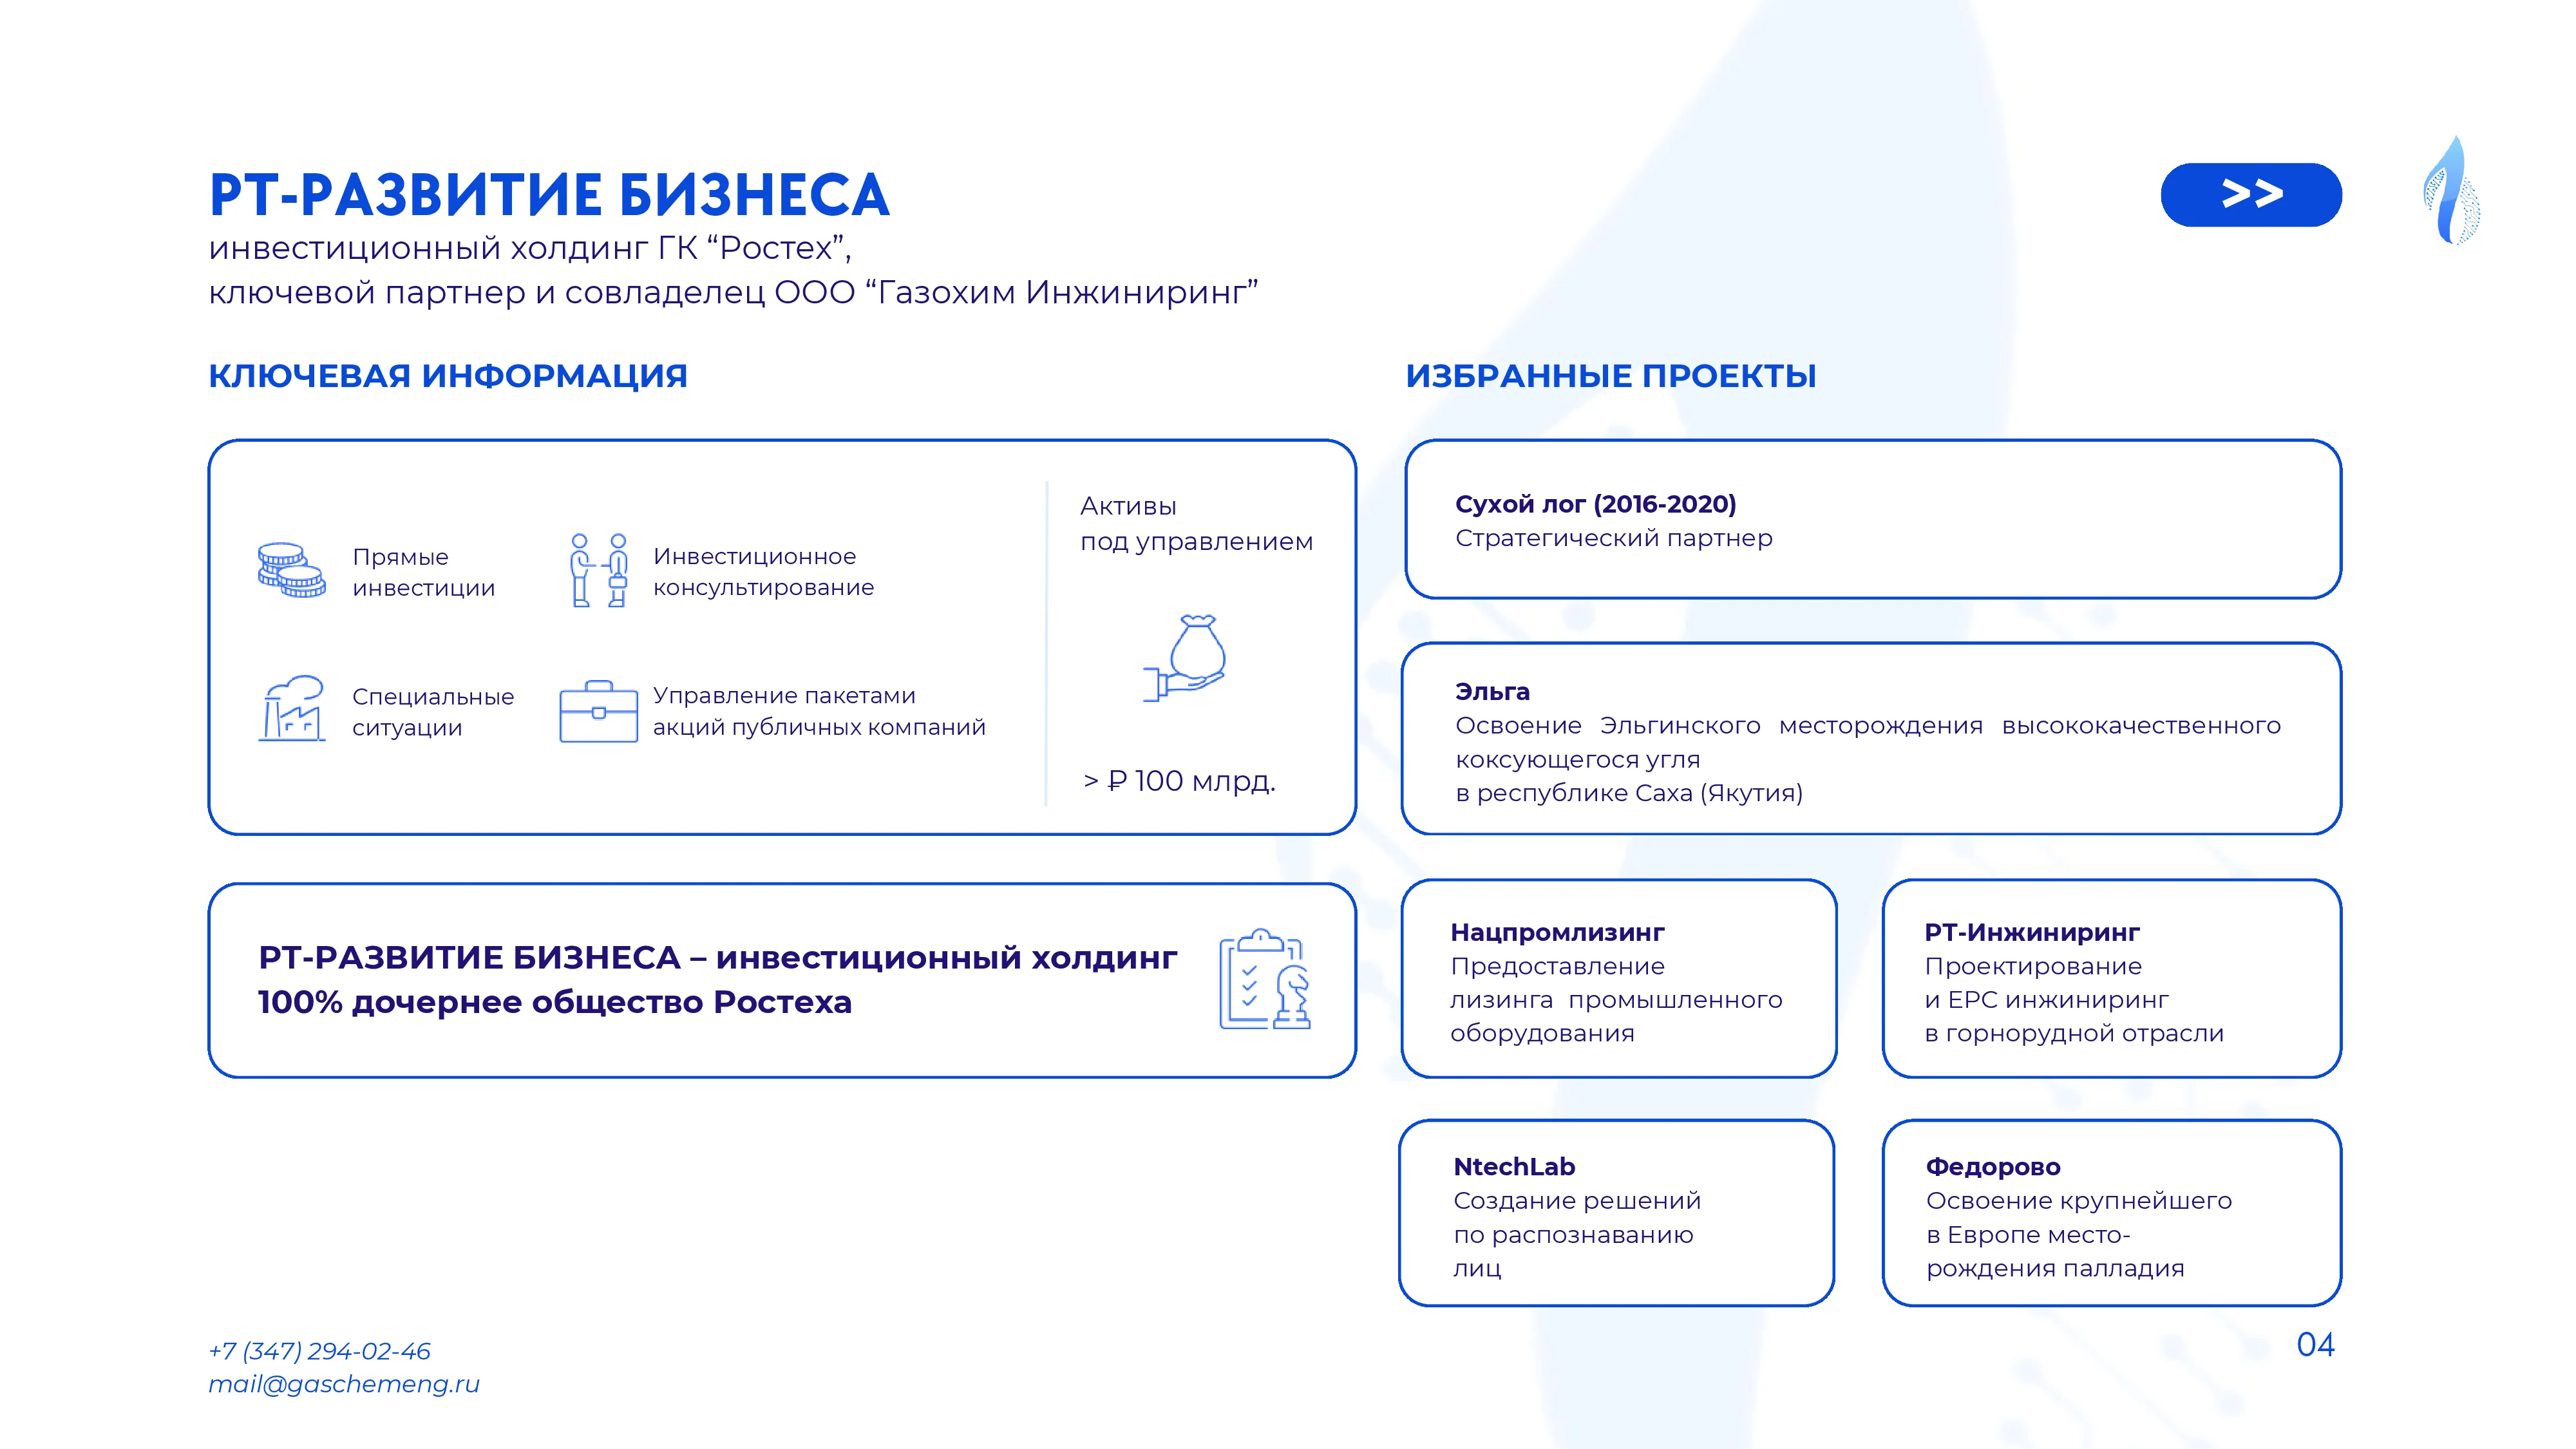 РТ-РАЗВИТИЕ БИЗНЕСА
инвестиционный холдинг ГК “Ростех”,
ключевой партнер и совладелец ООО “Газохим Инжиниринг”
>>
КЛЮЧЕВАЯ ИНФОРМАЦИЯ
Прямые
инвестиции
Инвестиционное
консультирование
Специальные
ситуации
Управление пакетами
акций публичных компаний
Активы
под управлением
> ₽ 100 млрд.
РТ-РАЗВИТИЕ БИЗНЕСА – инвестиционный холдинг
100% дочернее общество Ростеха
ИЗБРАННЫЕ ПРОЕКТЫ
Сухой лог (2016-2020)
Стратегический партнер
Эльга
Освоение Эльгинского месторождения высококачественного
коксующегося угля
в республике Саха (Якутия)
Нацпромлизинг
Предоставление
лизинга промышленного
оборудования
РТ-Инжиниринг
Проектирование
и ЕРС инжиниринг
в горнорудной отрасли
NtechLab
Создание решений
по распознаванию
лиц
Федорово
Освоение крупнейшего
в Европе место-
рождения палладия
+7 (347) 294-02-46
mail@gaschemeng.ru
04